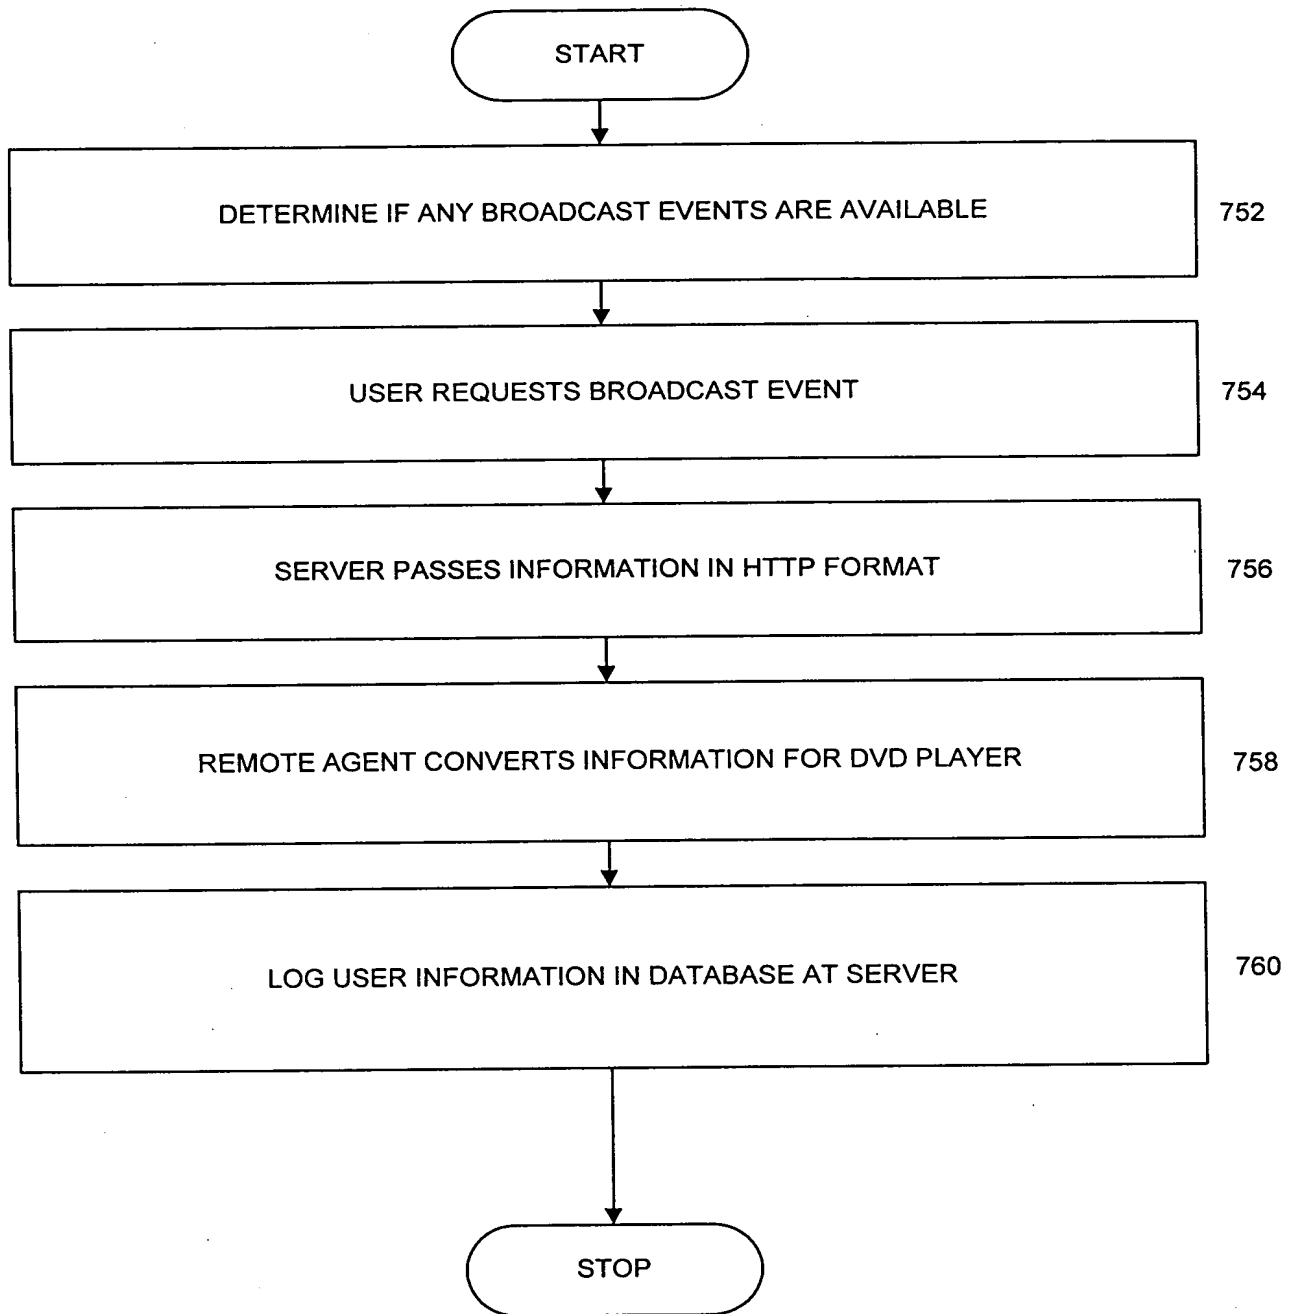 START
DETERMINE IF ANY BROADCAST EVENTS ARE AVAILABLE
752
USER REQUESTS BROADCAST EVENT
754
SERVER PASSES INFORMATION IN HTTP FORMAT
756
REMOTE AGENT CONVERTS INFORMATION FOR DVD PLAYER
758
LOG USER INFORMATION IN DATABASE AT SERVER
760
STOP